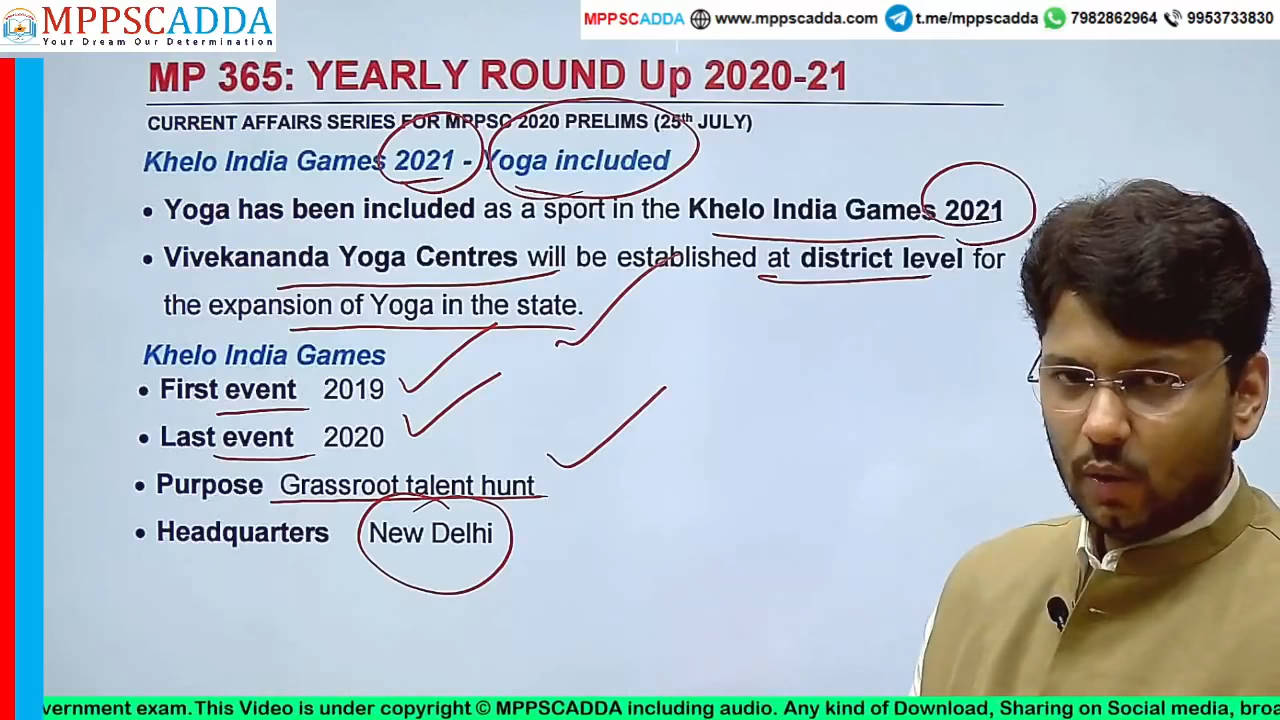 MPPSCADDA
Your Dream Our Determination
MPPSCADDA www.mppscadda.com t.me/mppscadda 7982862964 9953733830
MP 365: YEARLY ROUND Up 2020-21
CURRENT AFFAIRS SERIES FOR MPPSC 2020 PRELIMS (25th JULY)
Khelo India Games 2021 - Yoga included
• Yoga has been included as a sport in the Khelo India Games 2021
• Vivekananda Yoga Centres will be established at district level for
the expansion of Yoga in the state.
Khelo India Games
• First event 2019
• Last event 2020
• Purpose Grassroot talent hunt
• Headquarters New Delhi
vernment exam. This Video is under copyright © MPPSCADDA including audio. Any kind of Download, Sharing on Social media, broa